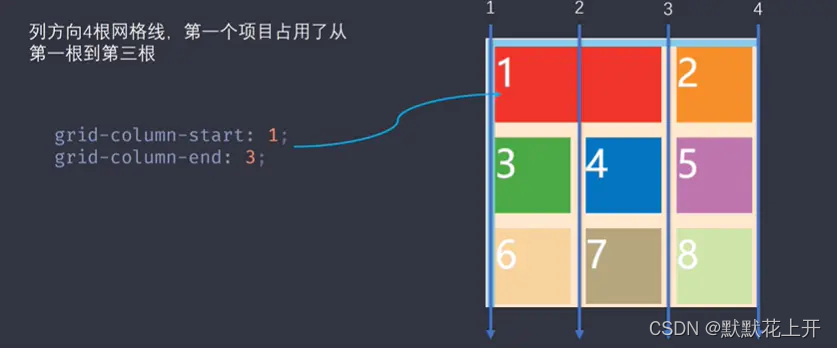 列方向4根网格线，第一个项目占用了从
第一根到第三根
grid-column-start: 1;
grid-column-end: 3;
1 2 3 4
1 2
3 4 5
6 7 8
CSDN @默默花上开